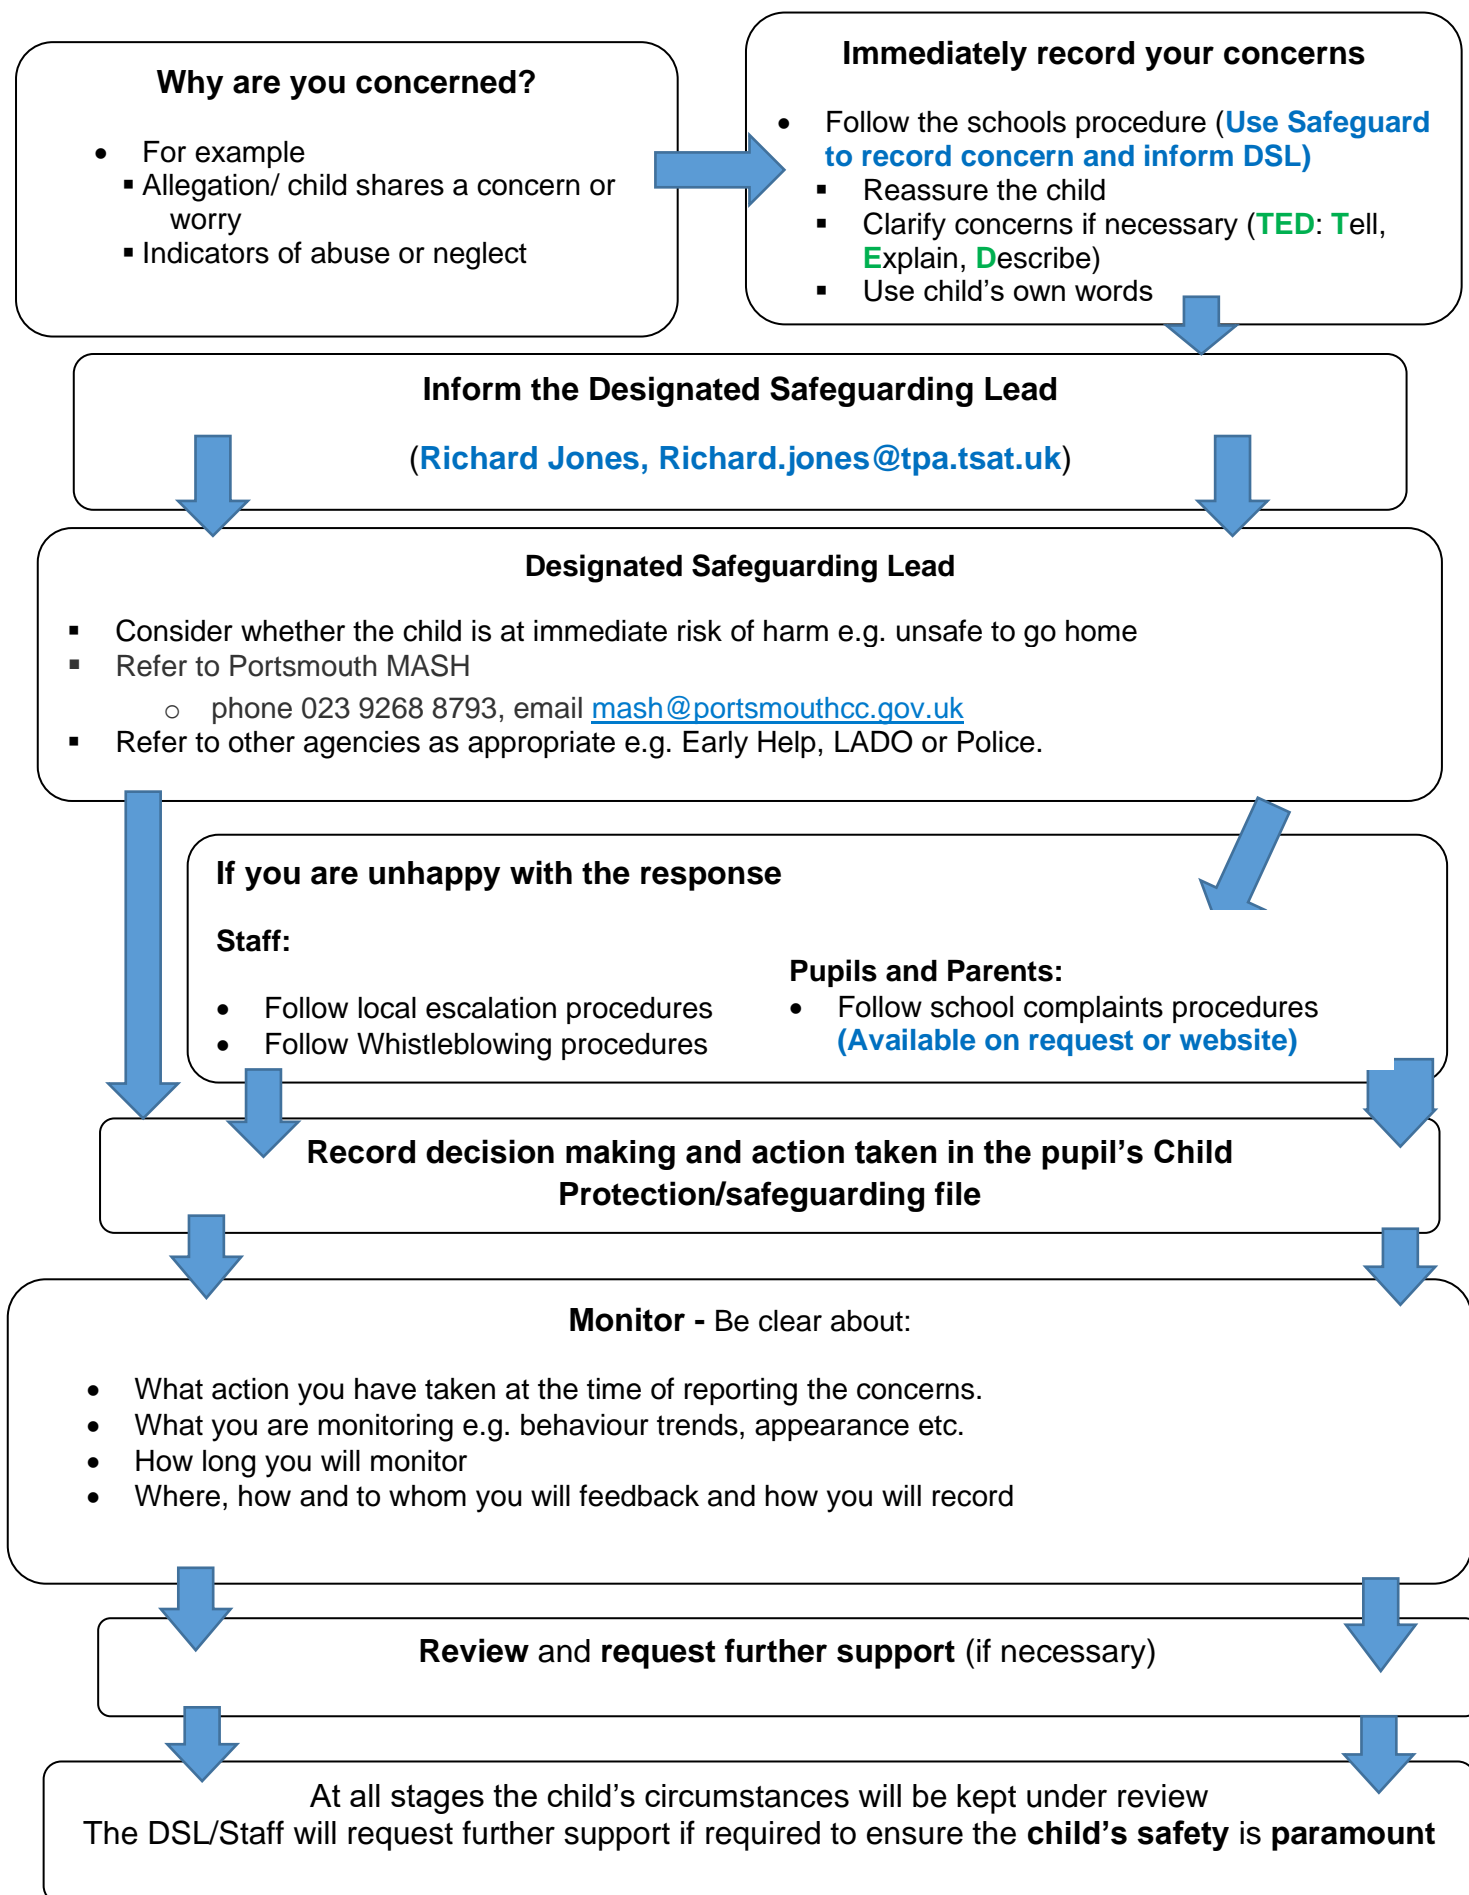 Why are you concerned?
• For example
▪ Allegation/ child shares a concern or
worry
▪ Indicators of abuse or neglect
Immediately record your concerns
• Follow the schools procedure (Use Safeguard
to record concern and inform DSL)
▪ Reassure the child
▪ Clarify concerns if necessary (TED: Tell,
Explain, Describe)
▪ Use child’s own words
Inform the Designated Safeguarding Lead
(Richard Jones, Richard.jones@tpa.tsat.uk)
Designated Safeguarding Lead
▪ Consider whether the child is at immediate risk of harm e.g. unsafe to go home
▪ Refer to Portsmouth MASH
o phone 023 9268 8793, email mash@portsmouthcc.gov.uk
▪ Refer to other agencies as appropriate e.g. Early Help, LADO or Police.
If you are unhappy with the response
Staff:
• Follow local escalation procedures
• Follow Whistleblowing procedures
Pupils and Parents:
• Follow school complaints procedures
(Available on request or website)
Record decision making and action taken in the pupil’s Child
Protection/safeguarding file
Monitor - Be clear about:
• What action you have taken at the time of reporting the concerns.
• What you are monitoring e.g. behaviour trends, appearance etc.
• How long you will monitor
• Where, how and to whom you will feedback and how you will record
Review and request further support (if necessary)
At all stages the child’s circumstances will be kept under review
The DSL/Staff will request further support if required to ensure the child’s safety is paramount